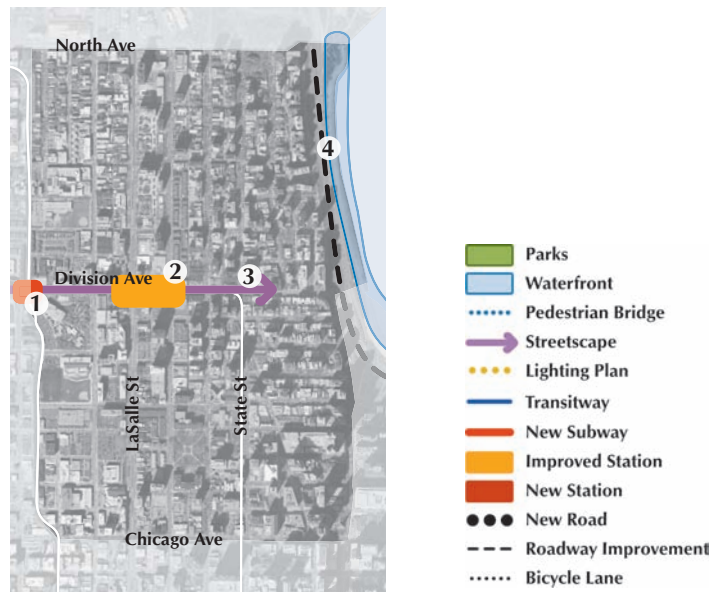 North Ave
4
Division Ave
2
3
1
LaSalle St
State St
Chicago Ave
Parks
Waterfront
Pedestrian Bridge
Streetscape
Lighting Plan
Transitway
New Subway
Improved Station
New Station
New Road
Roadway Improvement
Bicycle Lane